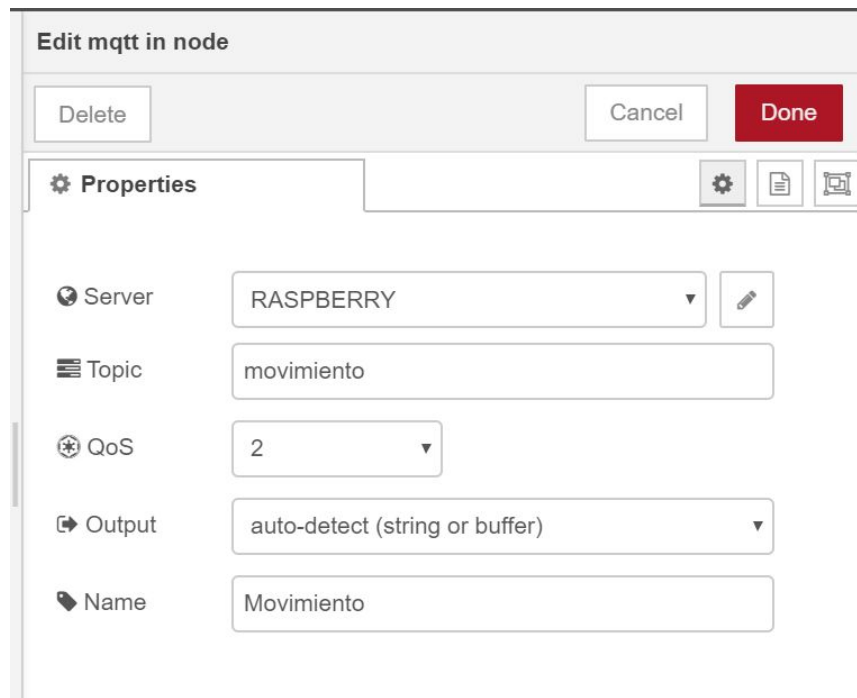 Edit mqtt in node
Delete Cancel Done
Properties
Server RASPBERRY
Topic movimiento
QoS 2
Output auto-detect (string or buffer)
Name Movimiento